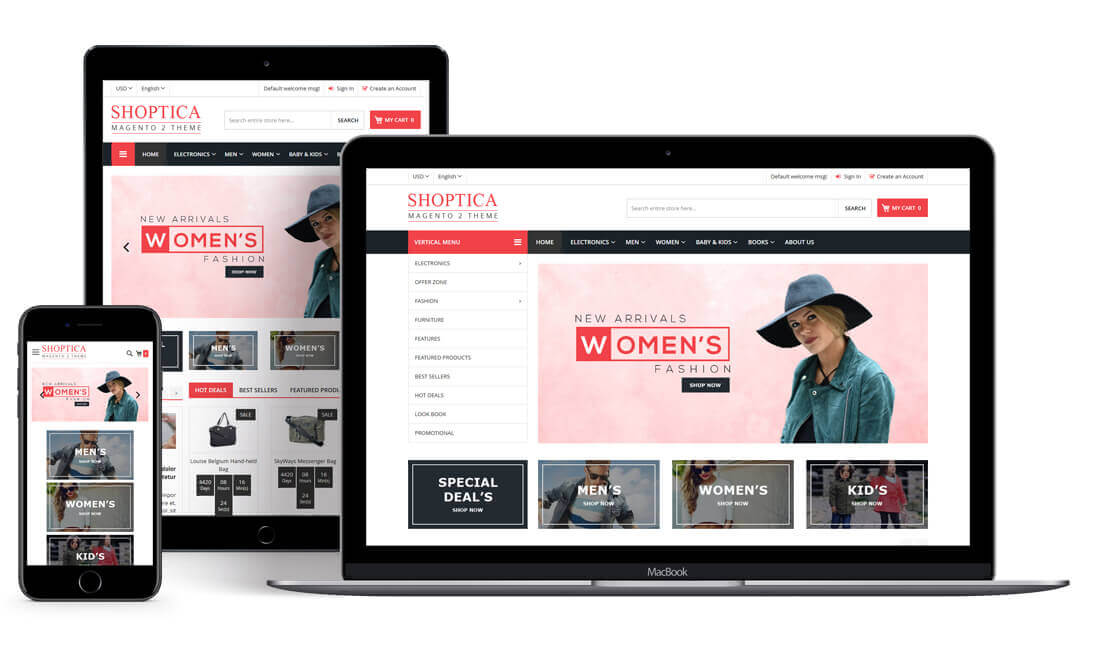 USD English Default welcome msg! Sign In Create an Account
SHOPTICA
MAGENTO 2 THEME
Search entire store here...
SEARCH
MY CART 0
HOME ELECTRONICS MEN WOMEN BABY & KIDS
NEW ARRIVALS
WOMEN'S
FASHION
SHOP NOW
MEN'S
SHOP NOW
WOMEN'S
SHOP NOW
HOT DEALS BEST SELLERS FEATURED PRODU
SALE
SALE
Louise Belgium Hand-held
Bag
4420 08 16
Days Hours Min(s)
24
Sec(s)
SkyWays Messenger Bag
4420 08 16
Days Hours Min(s)
24
Sec(s)
SHOPTICA
MAGENTO 2 THEME
NEW ARRIVALS
WOMEN'S
MEN'S
SHOP NOW
WOMEN'S
SHOP NOW
KID'S
USD English Default welcome msg! Sign In Create an Account
SHOPTICA
MAGENTO 2 THEME
Search entire store here...
SEARCH
MY CART 0
VERTICAL MENU
HOME ELECTRONICS MEN WOMEN BABY & KIDS BOOKS ABOUT US
ELECTRONICS
OFFER ZONE
FASHION
FURNITURE
FEATURES
FEATURED PRODUCTS
BEST SELLERS
HOT DEALS
LOOK BOOK
PROMOTIONAL
NEW ARRIVALS
WOMEN'S
FASHION
SHOP NOW
SPECIAL
DEAL'S
SHOP NOW
MEN'S
SHOP NOW
WOMEN'S
SHOP NOW
KID'S
SHOP NOW
MacBook